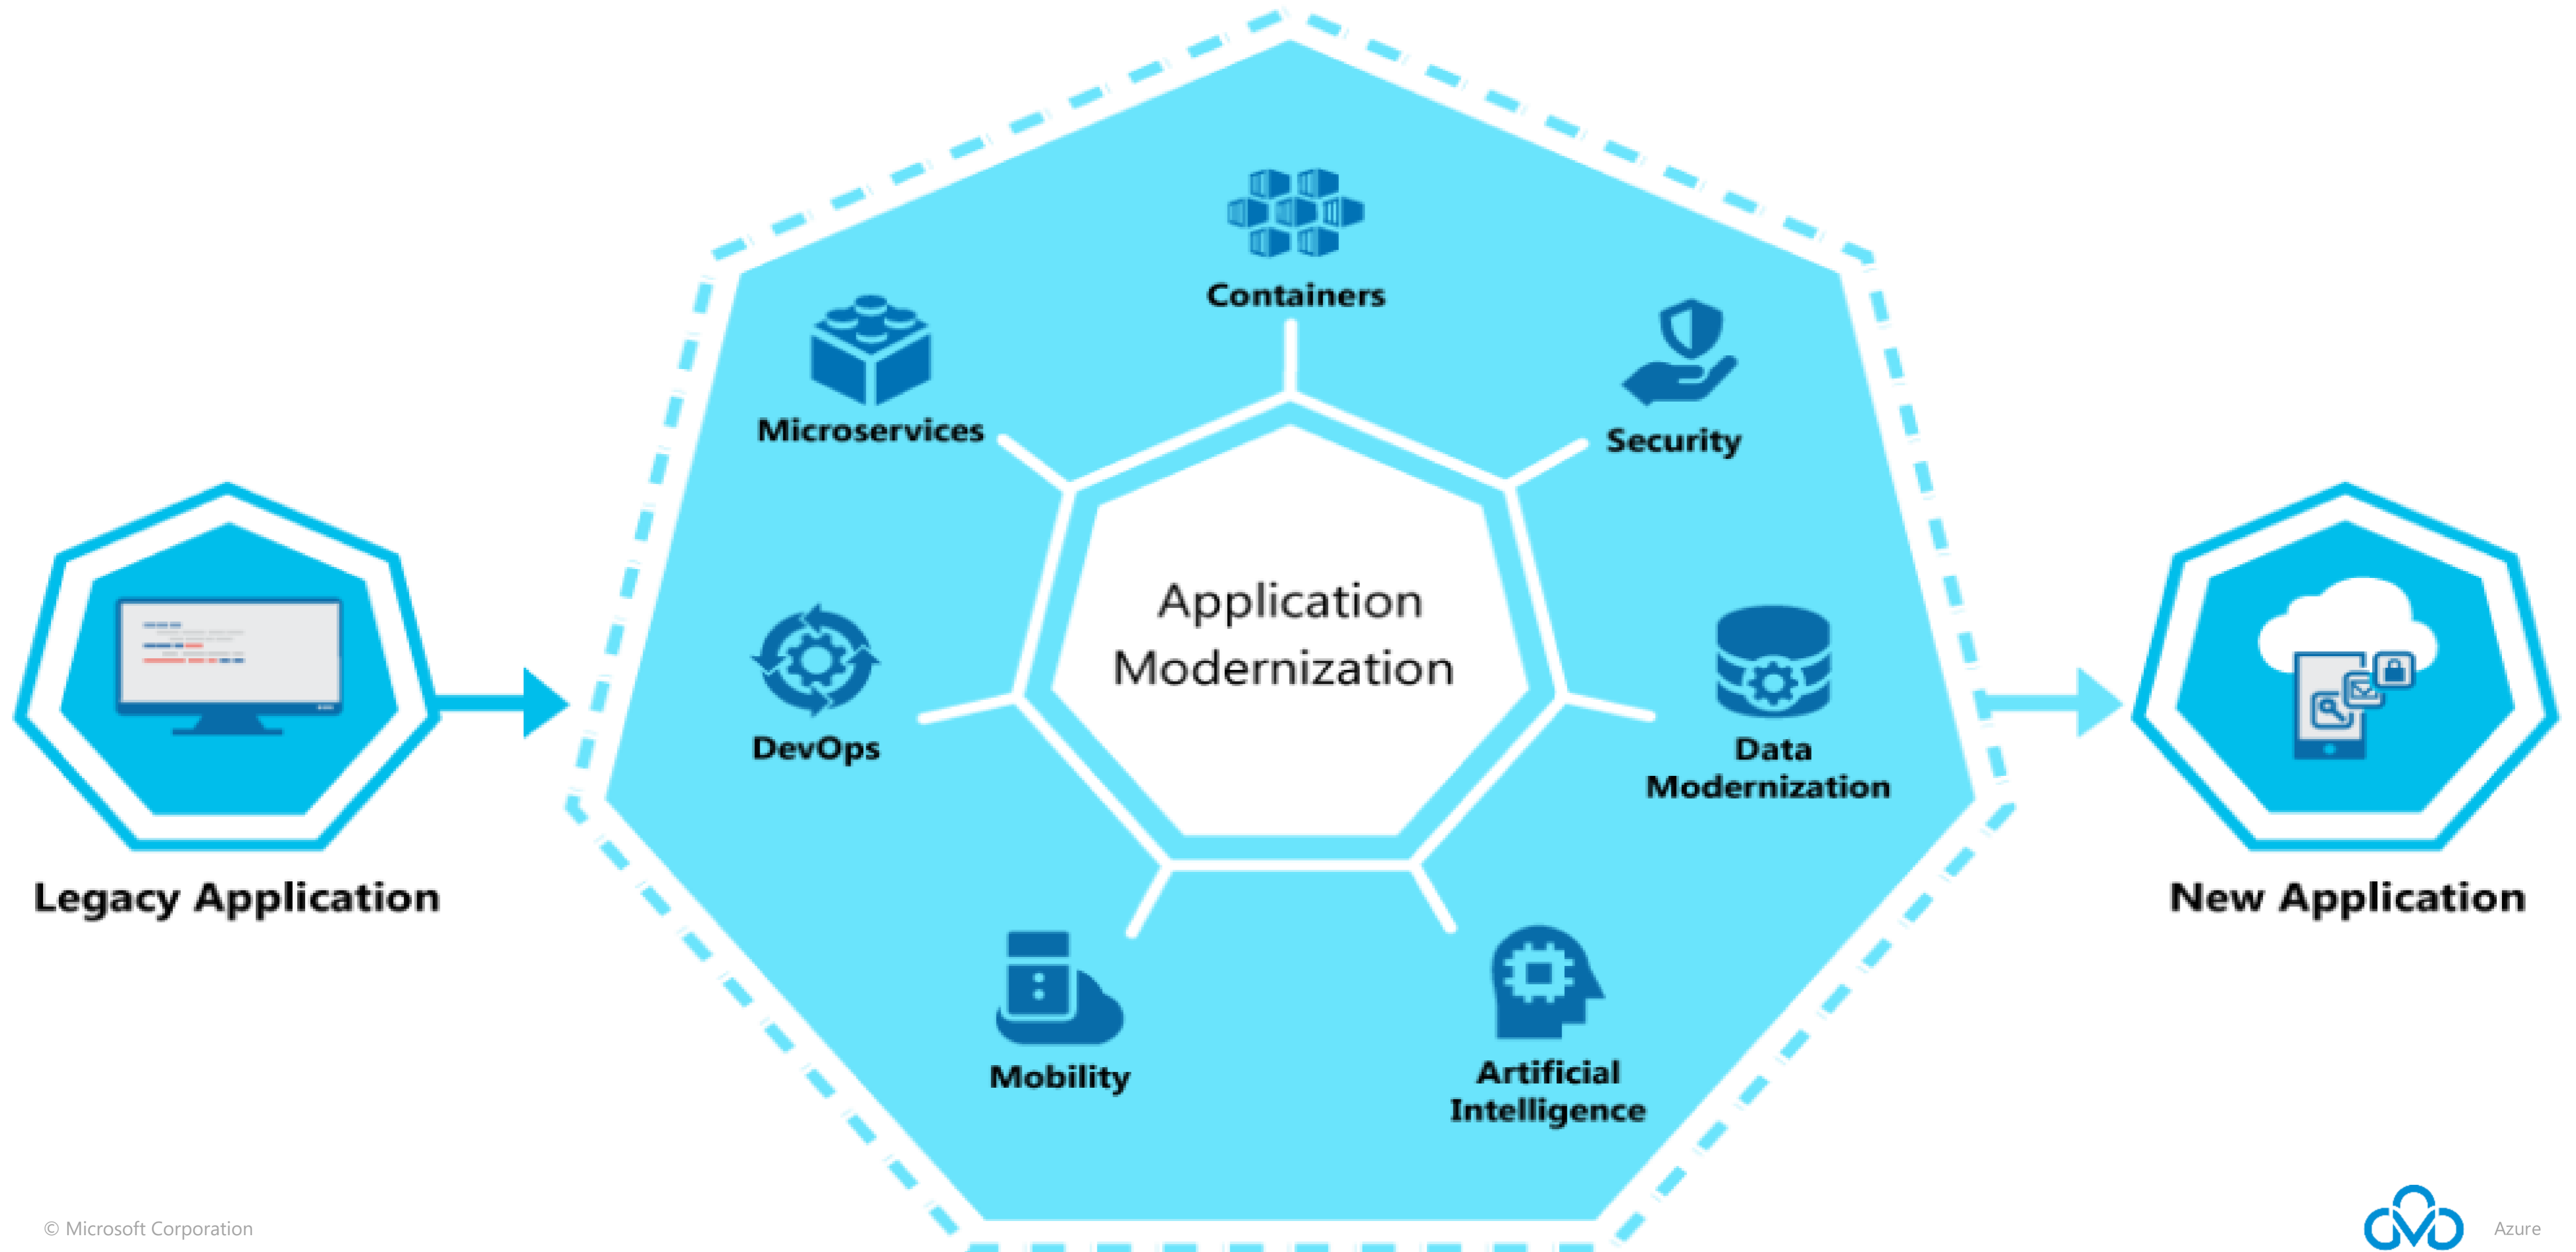 Containers
Microservices
Security
Application
Modernization
DevOps
Data
Modernization
Legacy Application
New Application
Mobility
Artificial
Intelligence
© Microsoft Corporation
Azure